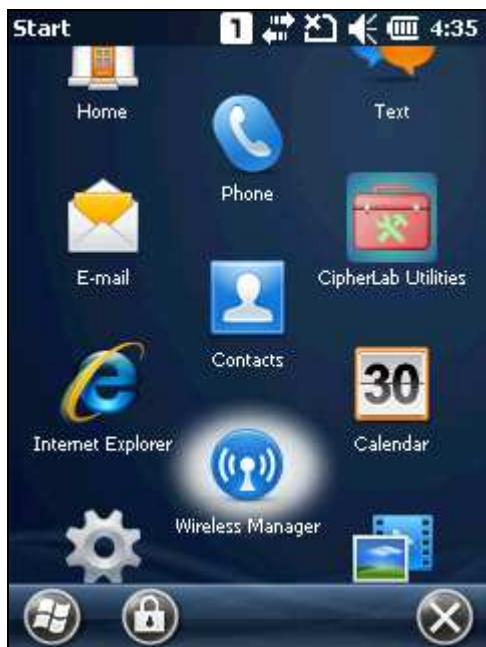 Start 1 4:35
Home
Text
Phone
E-mail
CipherLab Utilities
Contacts
30
Internet Explorer
Calendar
Wireless Manager